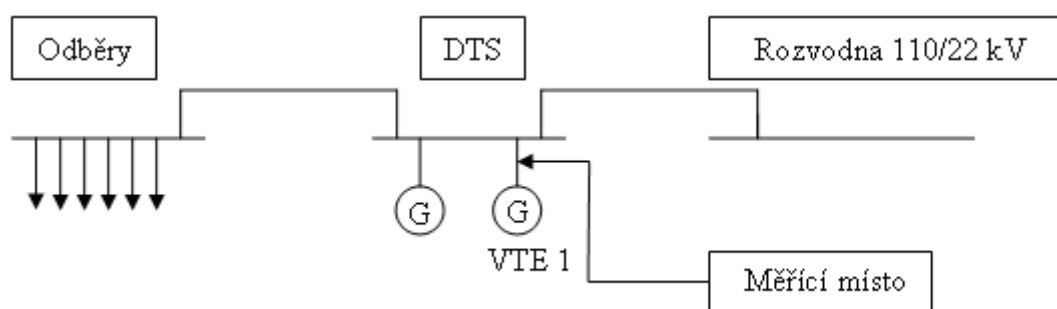 Odběry
DTS
Rozvodna 110/22 kV
G
G
VTE 1
Měřící místo